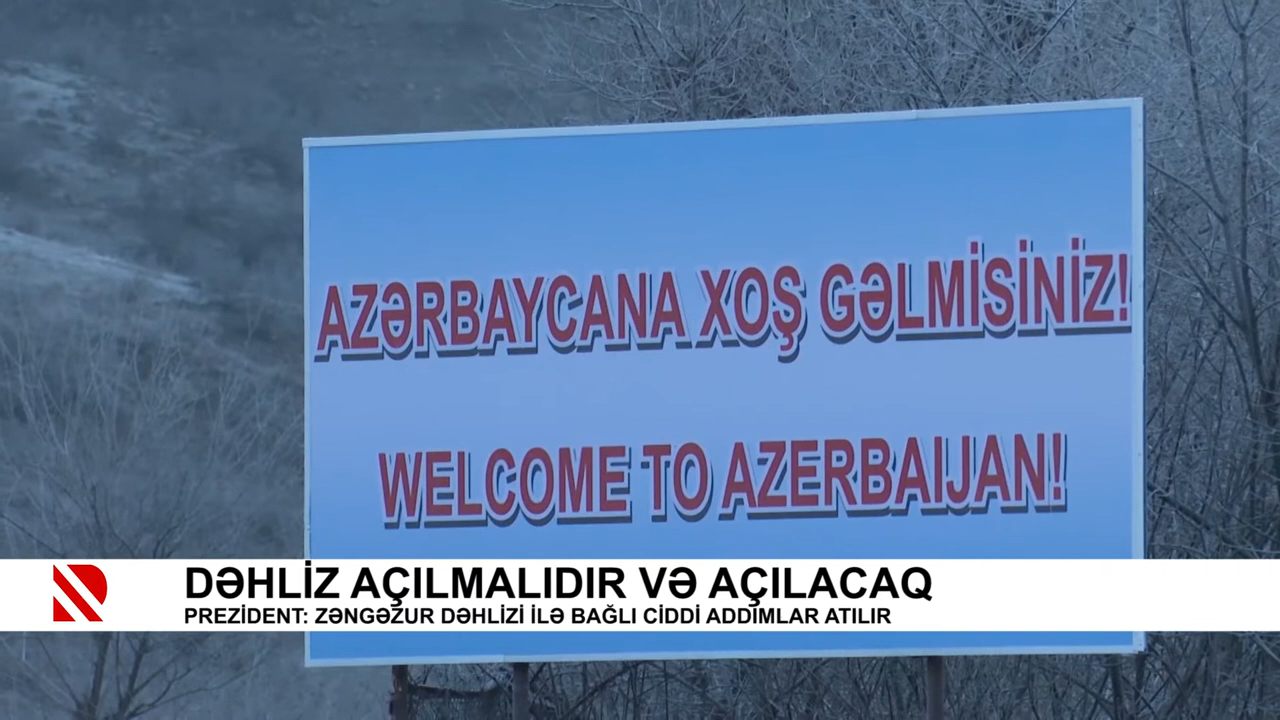 AZƏRBAYCANA XOŞ GƏLMİSİNİZ!
WELCOME TO AZERBAIJAN!
DƏHLİZ AÇILMALIDIR VƏ AÇILACAQ
PREZİDENT: ZƏNGƏZUR DƏHLİZİ İLƏ BAĞLI CİDDİ ADDIMLAR ATILIR